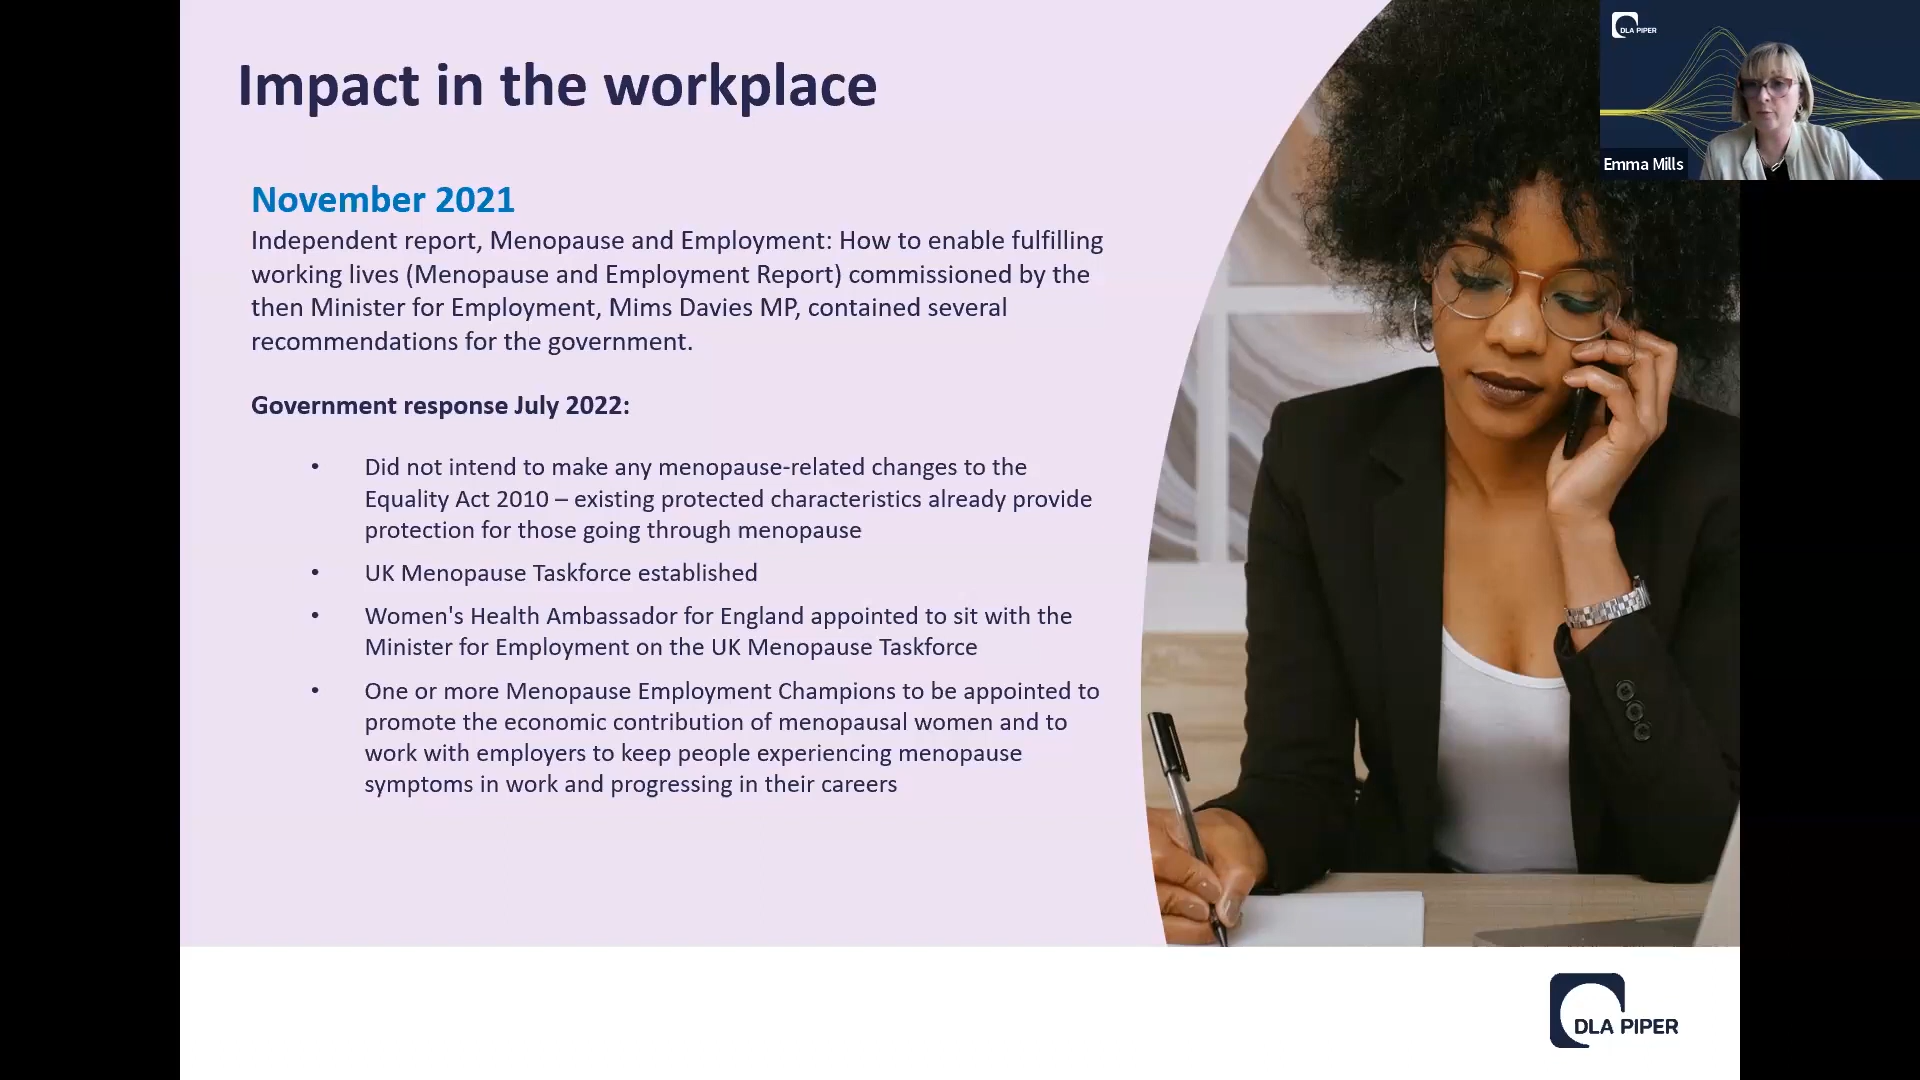 Impact in the workplace
November 2021
Independent report, Menopause and Employment: How to enable fulfilling
working lives (Menopause and Employment Report) commissioned by the
then Minister for Employment, Mims Davies MP, contained several
recommendations for the government.
Government response July 2022:
• Did not intend to make any menopause-related changes to the
Equality Act 2010 – existing protected characteristics already provide
protection for those going through menopause
• UK Menopause Taskforce established
• Women's Health Ambassador for England appointed to sit with the
Minister for Employment on the UK Menopause Taskforce
• One or more Menopause Employment Champions to be appointed to
promote the economic contribution of menopausal women and to
work with employers to keep people experiencing menopause
symptoms in work and progressing in their careers
DLA PIPER
Emma Mills
DLA PIPER